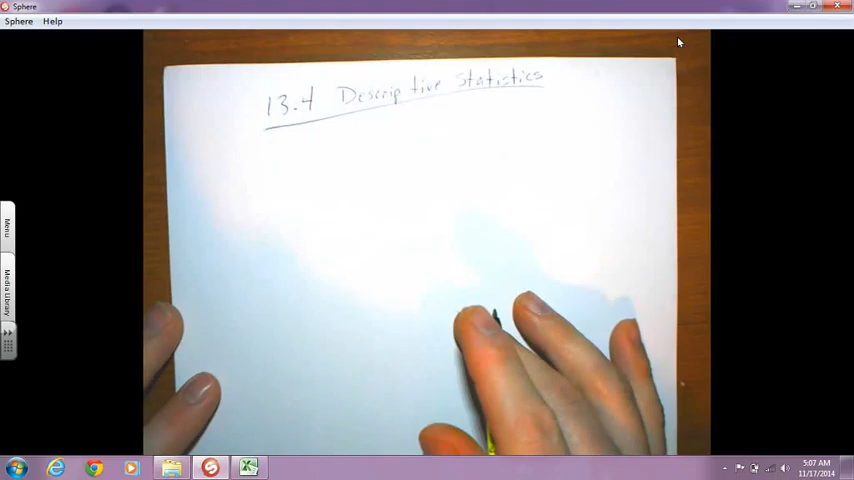 Sphere
Sphere Help
13.4 Descriptive Statistics
Menu
Media Library
5:07 AM
11/17/2014